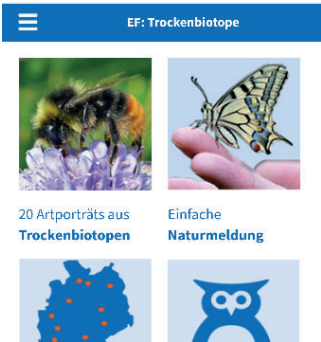 EF: Trockenbiotope
20 Artporträts aus
Trockenbiotopen
Einfache
Naturmeldung